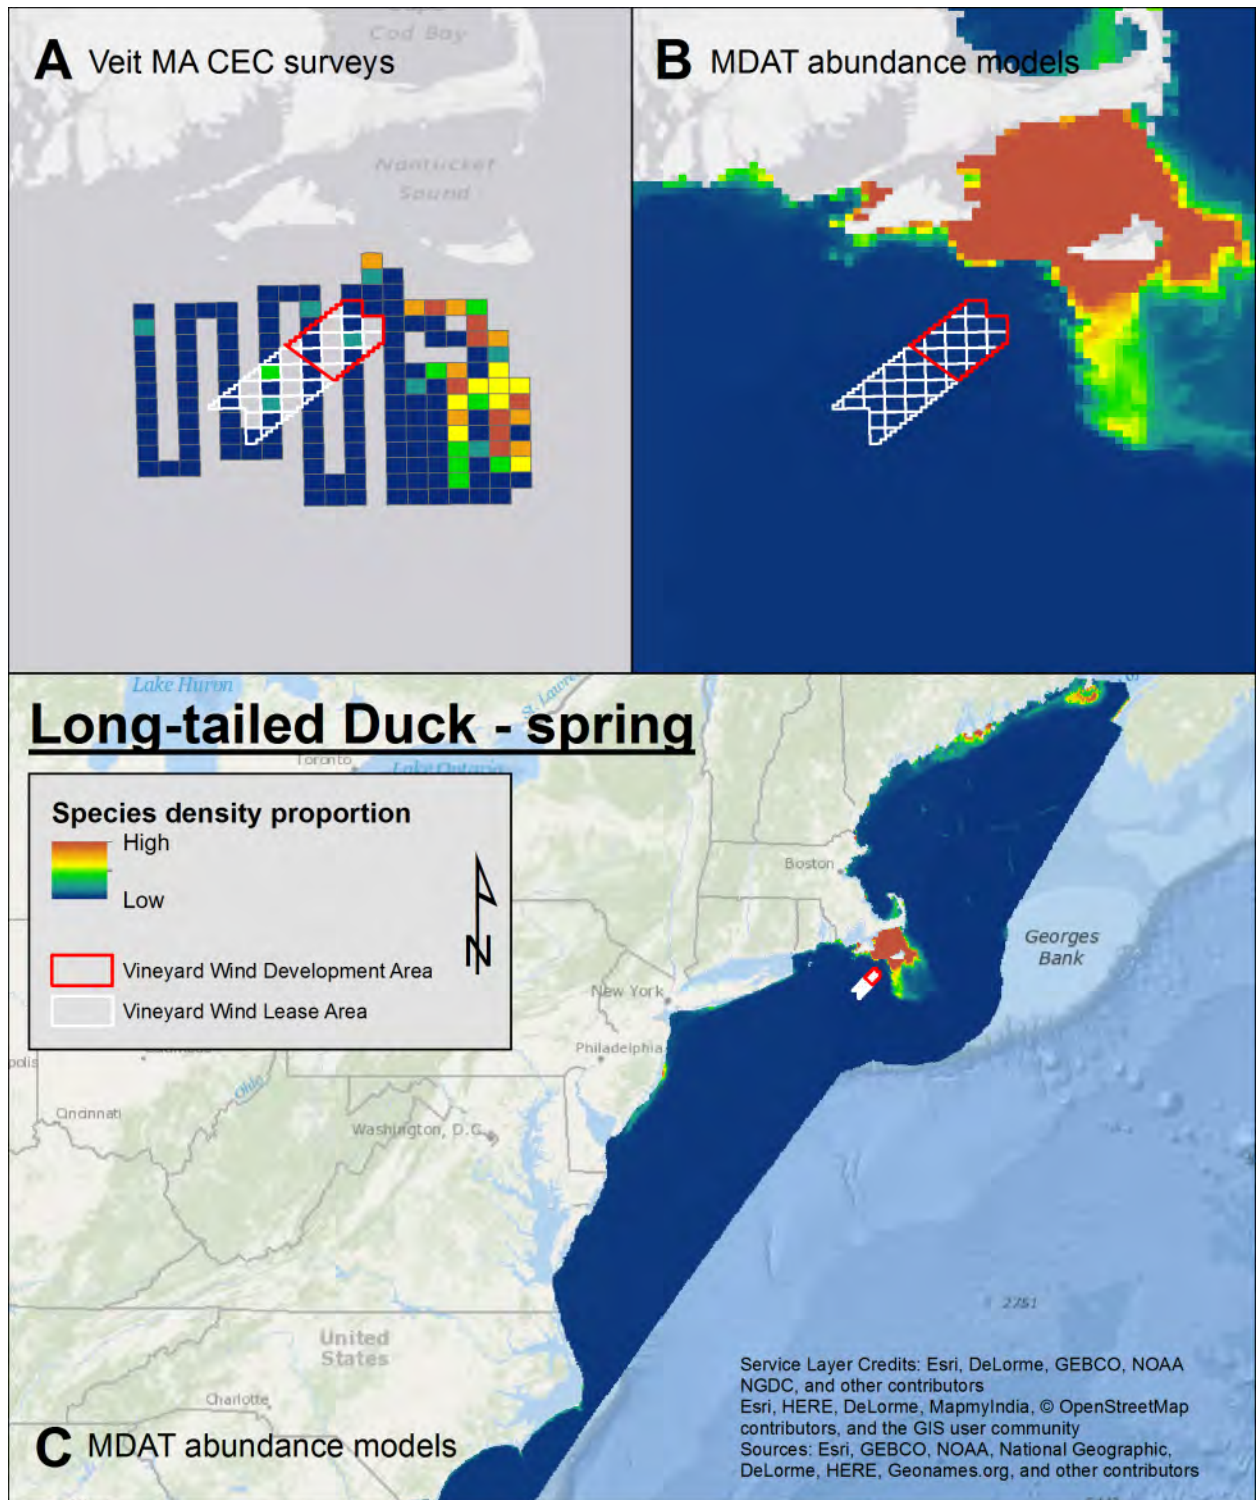 Cod Bay
A Veit MA CEC surveys
Nantucket
Sound
B MDAT abundance models
Lake Huron
St. Lawre
Long-tailed Duck - spring
Toronto
Lake Ontario
Species density proportion
High
Low
N
Vineyard Wind Development Area
Vineyard Wind Lease Area
Boston
Georges
Bank
New York
Philadelphia
polis
Ohio
Cincinnati
Washington, D.C.
2751
United
States
Charlotte
Service Layer Credits: Esri, DeLorme, GEBCO, NOAA
NGDC, and other contributors
Esri, HERE, DeLorme, MapmyIndia, © OpenStreetMap
contributors, and the GIS user community
Sources: Esri, GEBCO, NOAA, National Geographic,
DeLorme, HERE, Geonames.org, and other contributors
C MDAT abundance models